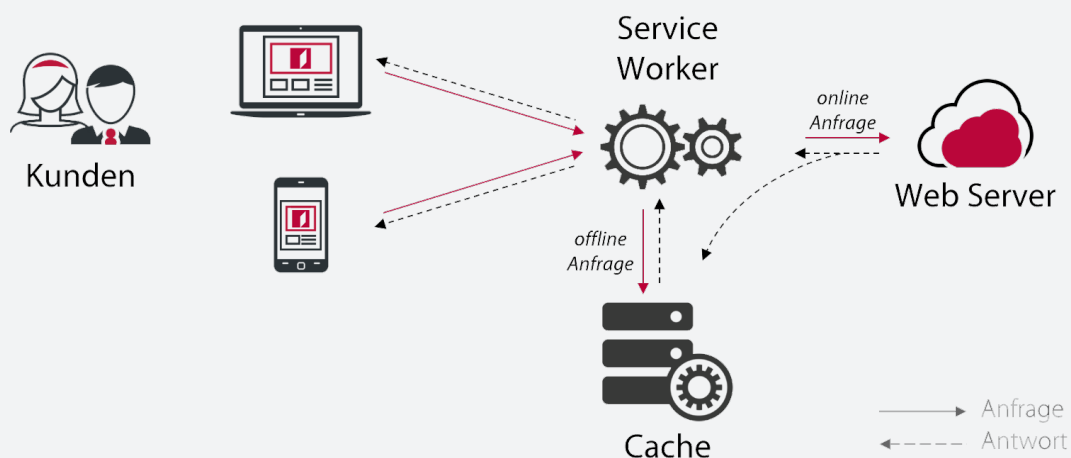 Kunden
Service
Worker
online
Anfrage
Web Server
offline
Anfrage
Cache
Anfrage
Antwort